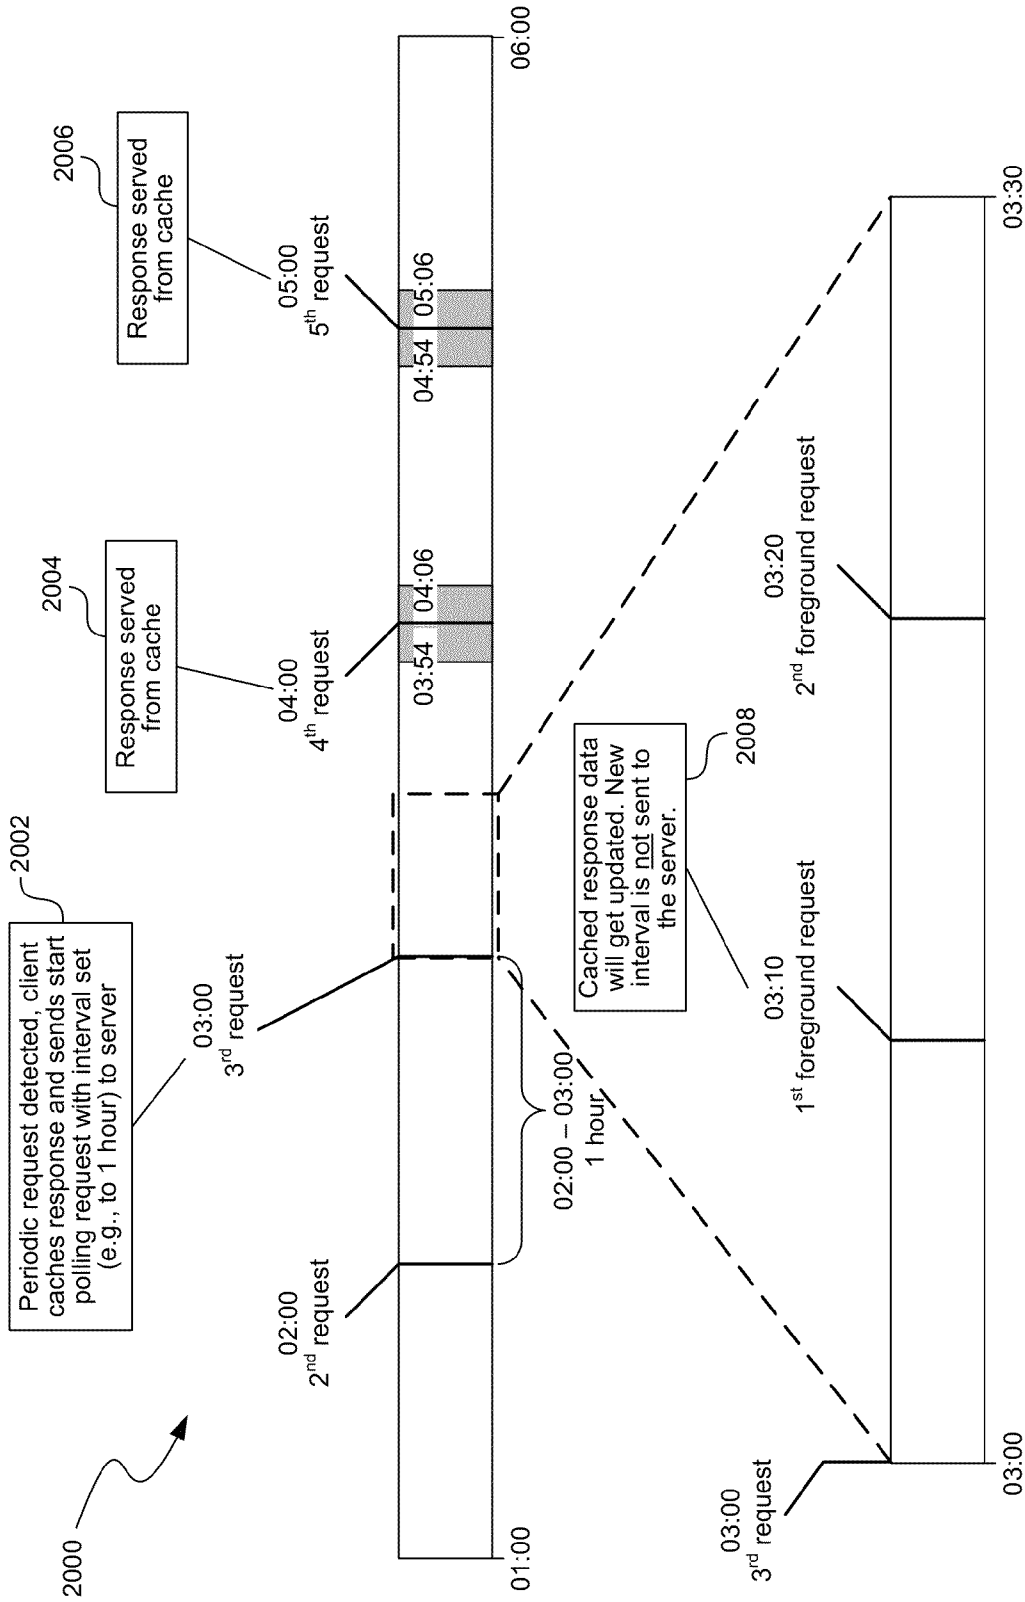 2000
Periodic request detected, client
caches response and sends start
polling request with interval set
(e.g., to 1 hour) to server
2002
Response served
from cache
2004
Response served
from cache
2006
02:00
2nd request
03:00
3rd request
04:00
4th request
05:00
5th request
03:54
04:06
04:54
05:06
01:00
06:00
02:00 – 03:00
1 hour
Cached response data
will get updated. New
interval is not sent to
the server.
2008
03:00
3rd request
03:10
1st foreground request
03:20
2nd foreground request
03:00
03:30